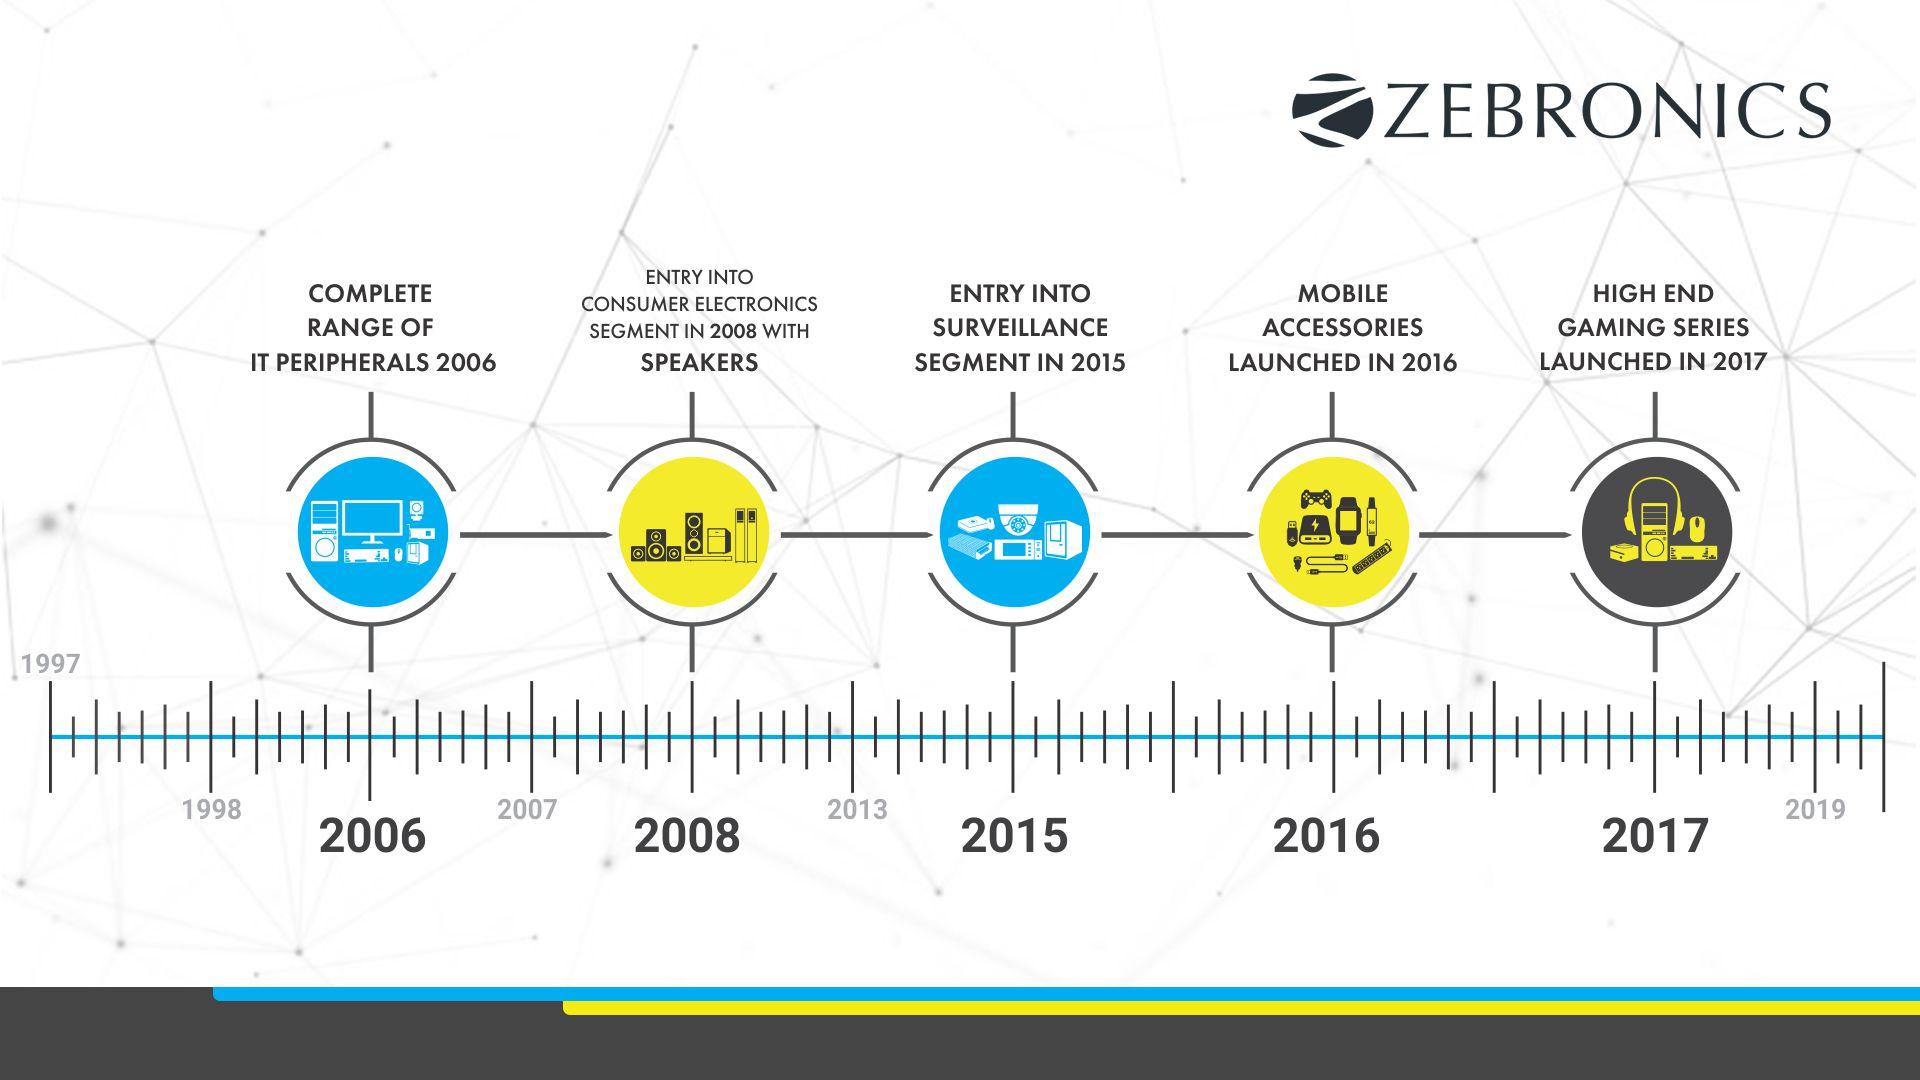 ZEBRONICS
COMPLETE
RANGE OF
IT PERIPHERALS 2006
ENTRY INTO
CONSUMER ELECTRONICS
SEGMENT IN 2008 WITH
SPEAKERS
ENTRY INTO
SURVEILLANCE
SEGMENT IN 2015
MOBILE
ACCESSORIES
LAUNCHED IN 2016
HIGH END
GAMING SERIES
LAUNCHED IN 2017
1997
1998
2006
2007
2008
2013
2015
2016
2017
2019